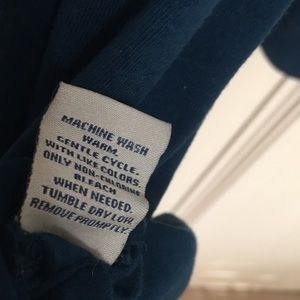 MACHINE WASH
WARM.
GENTLE CYCLE.
WITH LIKE COLORS.
ONLY NON-CHLORINE
BLEACH
WHEN NEEDED.
TUMBLE DRY LOW.
REMOVE PROMPTLY.